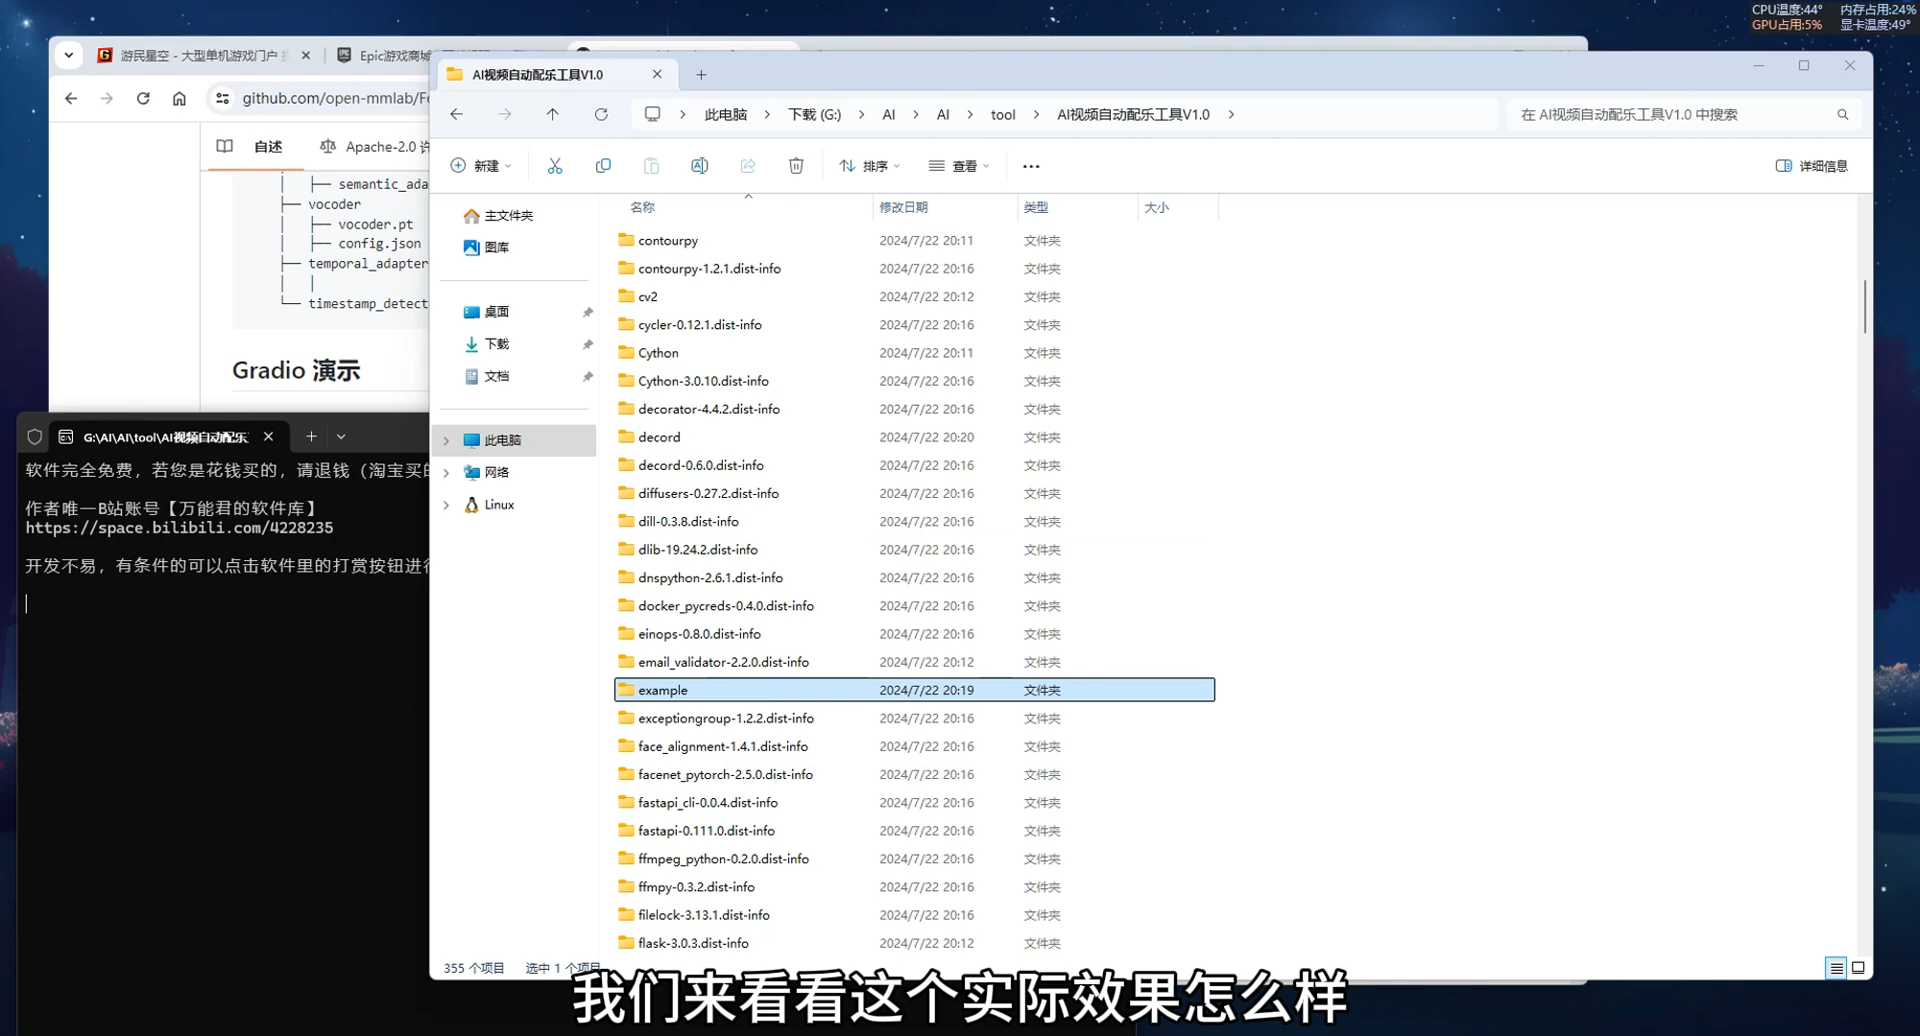 CPU温度:44° 内存占用:24%
GPU占用:5% 显卡温度:49°
游民星空 - 大型单机游戏门户
Epic游戏商城
github.com/open-mmlab/Fo
自述
Apache-2.0 许
│ ├── semantic_ada
├── vocoder
│ ├── vocoder.pt
│ ├── config.json
├── temporal_adapter
│ │
└── timestamp_detect
Gradio 演示
G:\AI\AI\tool\AI视频自动配乐
软件完全免费，若您是花钱买的，请退钱（淘宝买的
作者唯一B站账号【万能君的软件库】
https://space.bilibili.com/4228235
开发不易，有条件的可以点击软件里的打赏按钮进行
AI视频自动配乐工具V1.0
此电脑 > 下载 (G:) > AI > AI > tool > AI视频自动配乐工具V1.0 >
在 AI视频自动配乐工具V1.0 中搜索
新建 排序 查看 ••• 详细信息
主文件夹
图库
桌面
下载
文档
此电脑
网络
Linux
名称 修改日期 类型 大小
contourpy 2024/7/22 20:11 文件夹
contourpy-1.2.1.dist-info 2024/7/22 20:16 文件夹
cv2 2024/7/22 20:12 文件夹
cycler-0.12.1.dist-info 2024/7/22 20:16 文件夹
Cython 2024/7/22 20:11 文件夹
Cython-3.0.10.dist-info 2024/7/22 20:16 文件夹
decorator-4.4.2.dist-info 2024/7/22 20:16 文件夹
decord 2024/7/22 20:20 文件夹
decord-0.6.0.dist-info 2024/7/22 20:16 文件夹
diffusers-0.27.2.dist-info 2024/7/22 20:16 文件夹
dill-0.3.8.dist-info 2024/7/22 20:16 文件夹
dlib-19.24.2.dist-info 2024/7/22 20:16 文件夹
dnspython-2.6.1.dist-info 2024/7/22 20:16 文件夹
docker_pycreds-0.4.0.dist-info 2024/7/22 20:16 文件夹
einops-0.8.0.dist-info 2024/7/22 20:16 文件夹
email_validator-2.2.0.dist-info 2024/7/22 20:12 文件夹
example 2024/7/22 20:19 文件夹
exceptiongroup-1.2.2.dist-info 2024/7/22 20:16 文件夹
face_alignment-1.4.1.dist-info 2024/7/22 20:16 文件夹
facenet_pytorch-2.5.0.dist-info 2024/7/22 20:16 文件夹
fastapi_cli-0.0.4.dist-info 2024/7/22 20:16 文件夹
fastapi-0.111.0.dist-info 2024/7/22 20:16 文件夹
ffmpeg_python-0.2.0.dist-info 2024/7/22 20:16 文件夹
ffmpy-0.3.2.dist-info 2024/7/22 20:16 文件夹
filelock-3.13.1.dist-info 2024/7/22 20:16 文件夹
flask-3.0.3.dist-info 2024/7/22 20:12 文件夹
355 个项目 选中 1 个项目
我们来看看这个实际效果怎么样